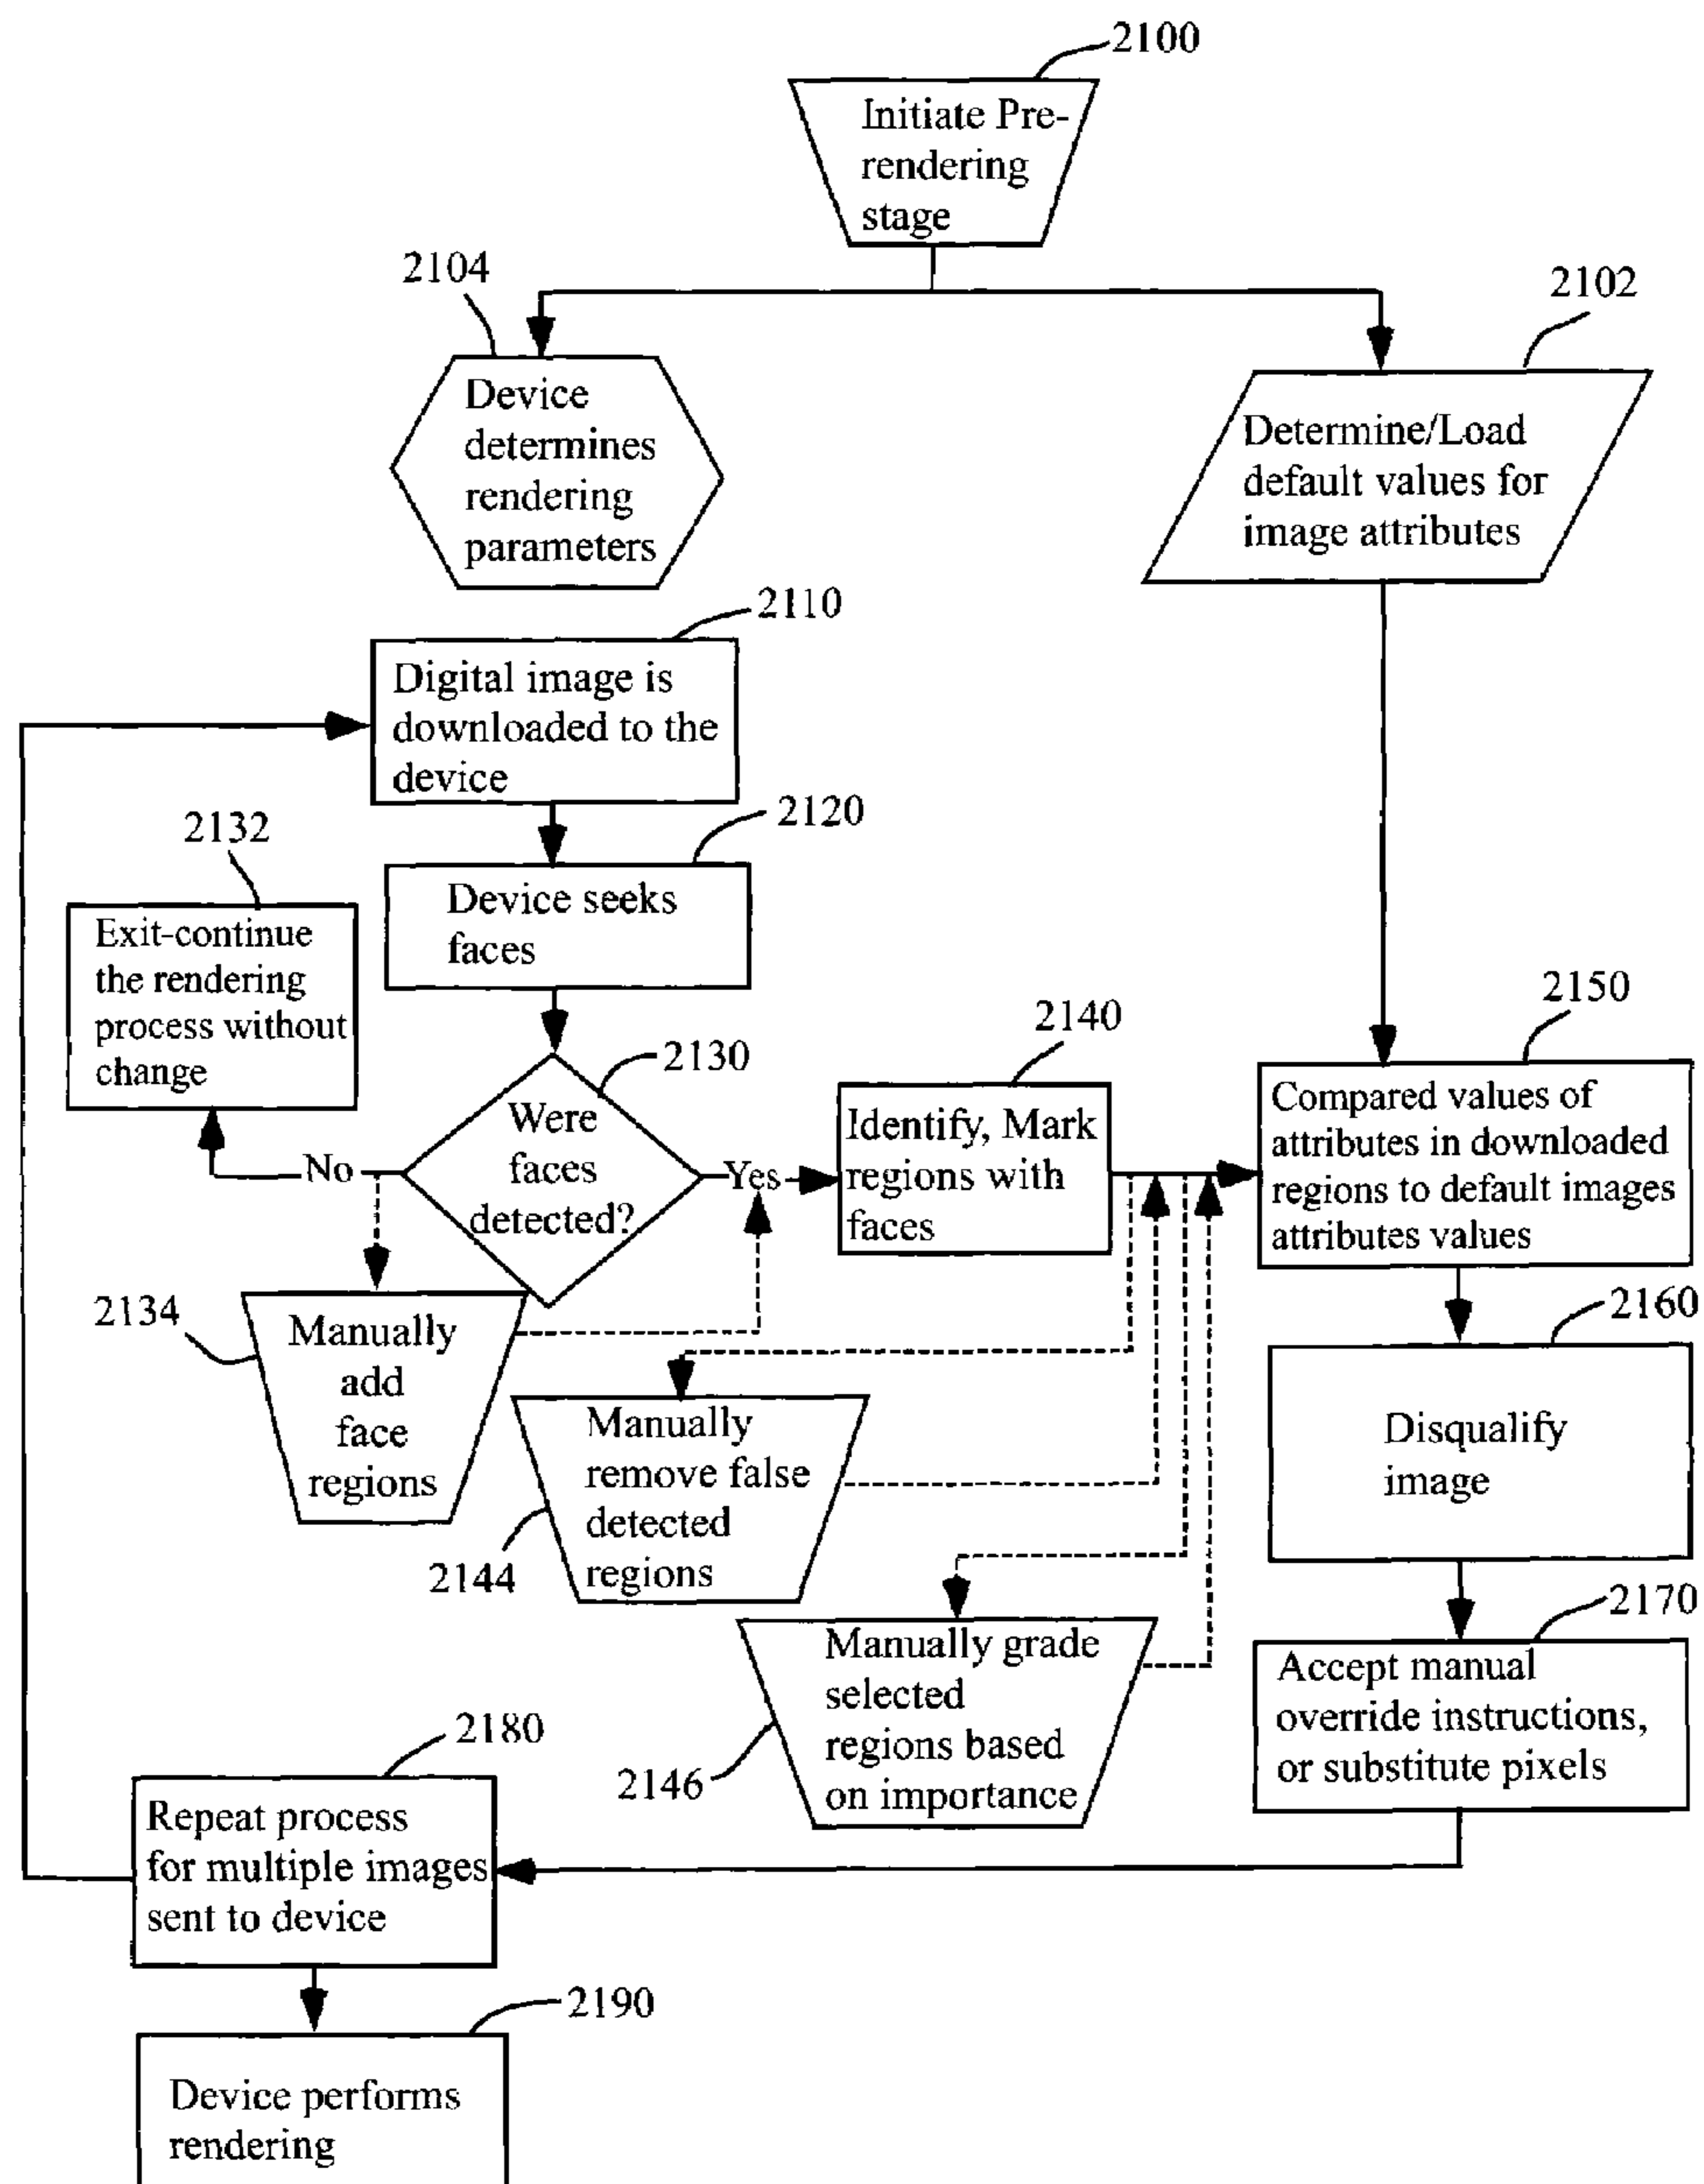 2100
Initiate Pre-
rendering
stage
2104
Device
determines
rendering
parameters
2102
Determine/Load
default values for
image attributes
2110
Digital image is
downloaded to the
device
2120
Device seeks
faces
2132
Exit-continue
the rendering
process without
change
2130
Were
faces
detected?
No
Yes
2140
Identify, Mark
regions with
faces
2150
Compared values of
attributes in downloaded
regions to default images
attributes values
2134
Manually
add
face
regions
2144
Manually
remove false
detected
regions
2146
Manually grade
selected
regions based
on importance
2160
Disqualify
image
2170
Accept manual
override instructions,
or substitute pixels
2180
Repeat process
for multiple images
sent to device
2190
Device performs
rendering